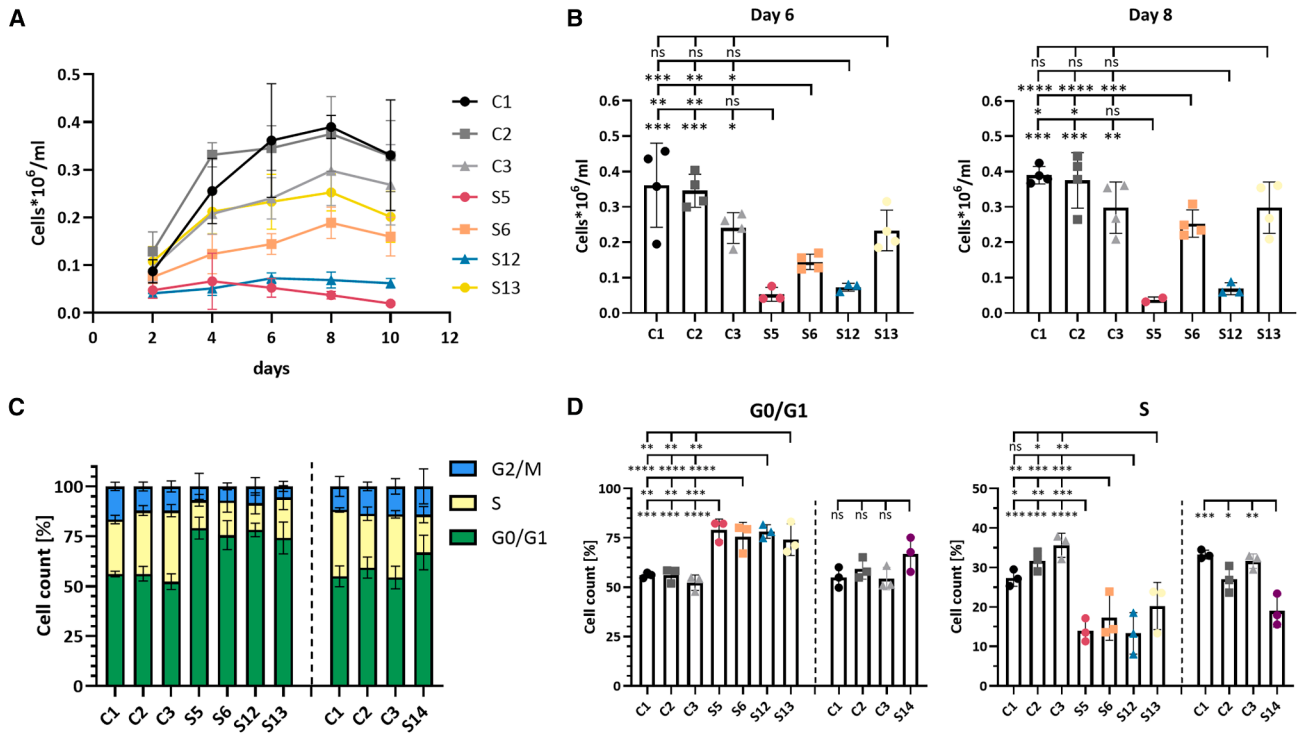 A
Cells*10⁶/ml
0.5
0.4
0.3
0.2
0.1
0.0
0
2
4
6
8
10
12
days
C1
C2
C3
S5
S6
S12
S13
B
Day 6
ns ns ns
*** ** *
** ** ns
*** *** *
Cells*10⁶/ml
0.6
0.5
0.4
0.3
0.2
0.1
0.0
C1 C2 C3 S5 S6 S12 S13
Day 8
ns ns ns
**** **** ***
* * ns
*** *** **
Cells*10⁶/ml
0.6
0.5
0.4
0.3
0.2
0.1
0.0
C1 C2 C3 S5 S6 S12 S13
C
Cell count [%]
100
75
50
25
0
C1 C2 C3 S5 S6 S12 S13 C1 C2 C3 S14
G2/M
S
G0/G1
D
G0/G1
** ** **
**** **** ****
** ** ***
*** *** ****
ns ns ns
Cell count [%]
100
75
50
25
0
C1 C2 C3 S5 S6 S12 S13 C1 C2 C3 S14
S
ns * **
** *** ***
* ** ***
*** **** ****
*** * **
Cell count [%]
50
40
30
20
10
0
C1 C2 C3 S5 S6 S12 S13 C1 C2 C3 S14